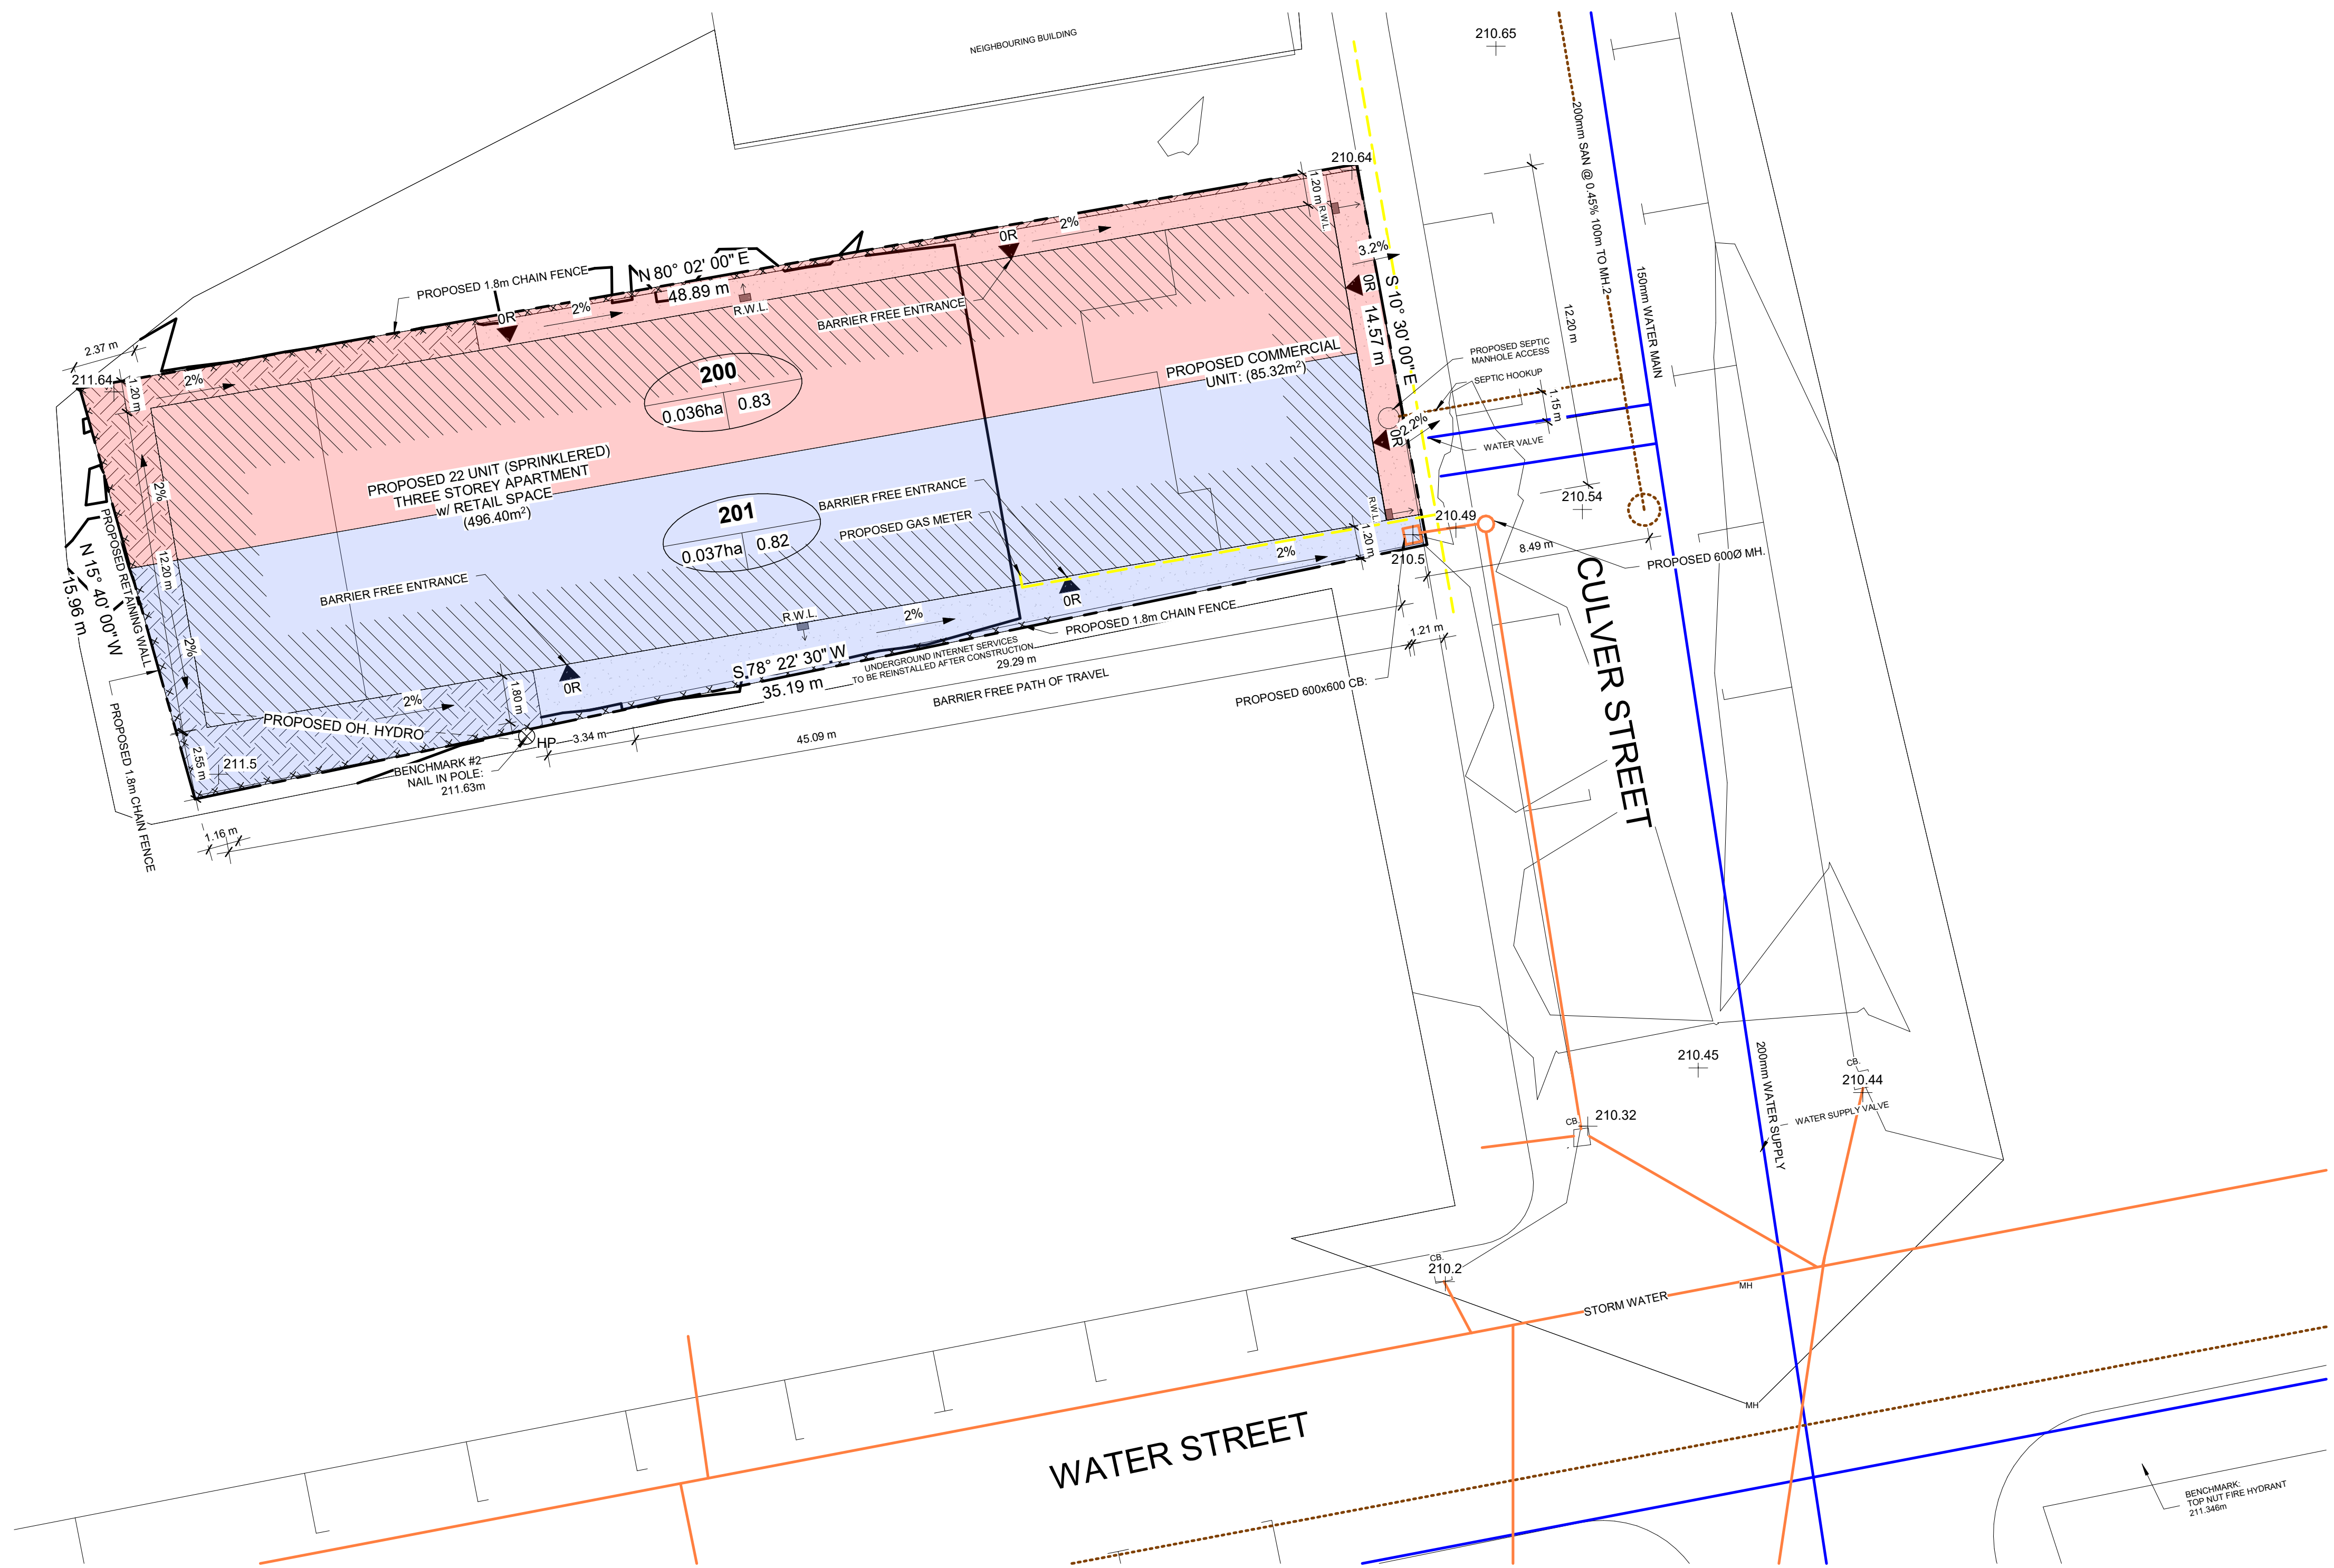 NEIGHBOURING BUILDING
210.65
200mm SAN @ 0.45% 100m TO MH.2
150mm WATER MAIN
210.64
1.20 m
R.W.L.
2%
0R
3.2%
0R
S 10° 30' 00" E
14.57 m
12.20 m
N 80° 02' 00" E
48.89 m
PROPOSED 1.8m CHAIN FENCE
0R
2%
R.W.L.
BARRIER FREE ENTRANCE
2.37 m
211.64
1.20 m
2%
200
0.036ha
0.83
PROPOSED COMMERCIAL
UNIT: (85.32m²)
PROPOSED SEPTIC
MANHOLE ACCESS
SEPTIC HOOKUP
1.15 m
2.2%
0R
WATER VALVE
PROPOSED 22 UNIT (SPRINKLERED)
THREE STOREY APARTMENT
w/ RETAIL SPACE
(496.40m²)
2%
201
0.037ha
0.82
BARRIER FREE ENTRANCE
PROPOSED GAS METER
R.W.L.
1.20 m
210.49
210.54
210.5
8.49 m
PROPOSED 600Ø MH.
2%
PROPOSED RETAINING WALL
12.20 m
N 15° 40' 00" W
15.96 m
BARRIER FREE ENTRANCE
0R
R.W.L.
2%
PROPOSED 1.8m CHAIN FENCE
1.21 m
2%
S 78° 22' 30" W
35.19 m
UNDERGROUND INTERNET SERVICES
TO BE REINSTALLED AFTER CONSTRUCTION
29.29 m
BARRIER FREE PATH OF TRAVEL
PROPOSED 600x600 CB:
0R
1.80 m
2%
PROPOSED OH. HYDRO
HP
3.34 m
45.09 m
PROPOSED 1.8m CHAIN FENCE
2.55 m
211.5
BENCHMARK #2
NAIL IN POLE:
211.63m
1.16 m
CULVER STREET
210.45
200mm WATER SUPPLY
CB.
210.44
WATER SUPPLY VALVE
CB.
210.32
CB.
210.2
STORM WATER
MH
MH
WATER STREET
BENCHMARK:
TOP NUT FIRE HYDRANT
211.346m